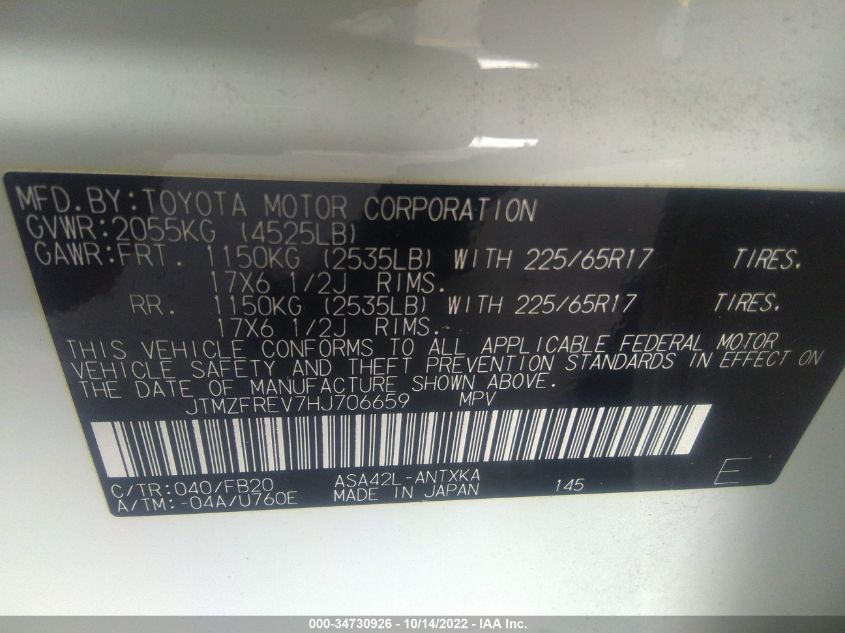 MFD.BY:TOYOTA MOTOR CORPORATION
GVWR:2055KG (4525LB)
GAWR:FRT. 1150KG (2535LB) WITH 225/65R17 TIRES.
17X6 1/2J RIMS.
RR. 1150KG (2535LB) WITH 225/65R17 TIRES.
17X6 1/2J RIMS.
THIS VEHICLE CONFORMS TO ALL APPLICABLE FEDERAL MOTOR
VEHICLE SAFETY AND THEFT PREVENTION STANDARDS IN EFFECT ON
THE DATE OF MANUFACTURE SHOWN ABOVE.
JTMZFREV7HJ706659 MPV
C/TR:040/FB20 ASA42L-ANTXKA 145 E
A/TM:-04A/U760E MADE IN JAPAN
000-34730926 - 10/14/2022 - IAA Inc.